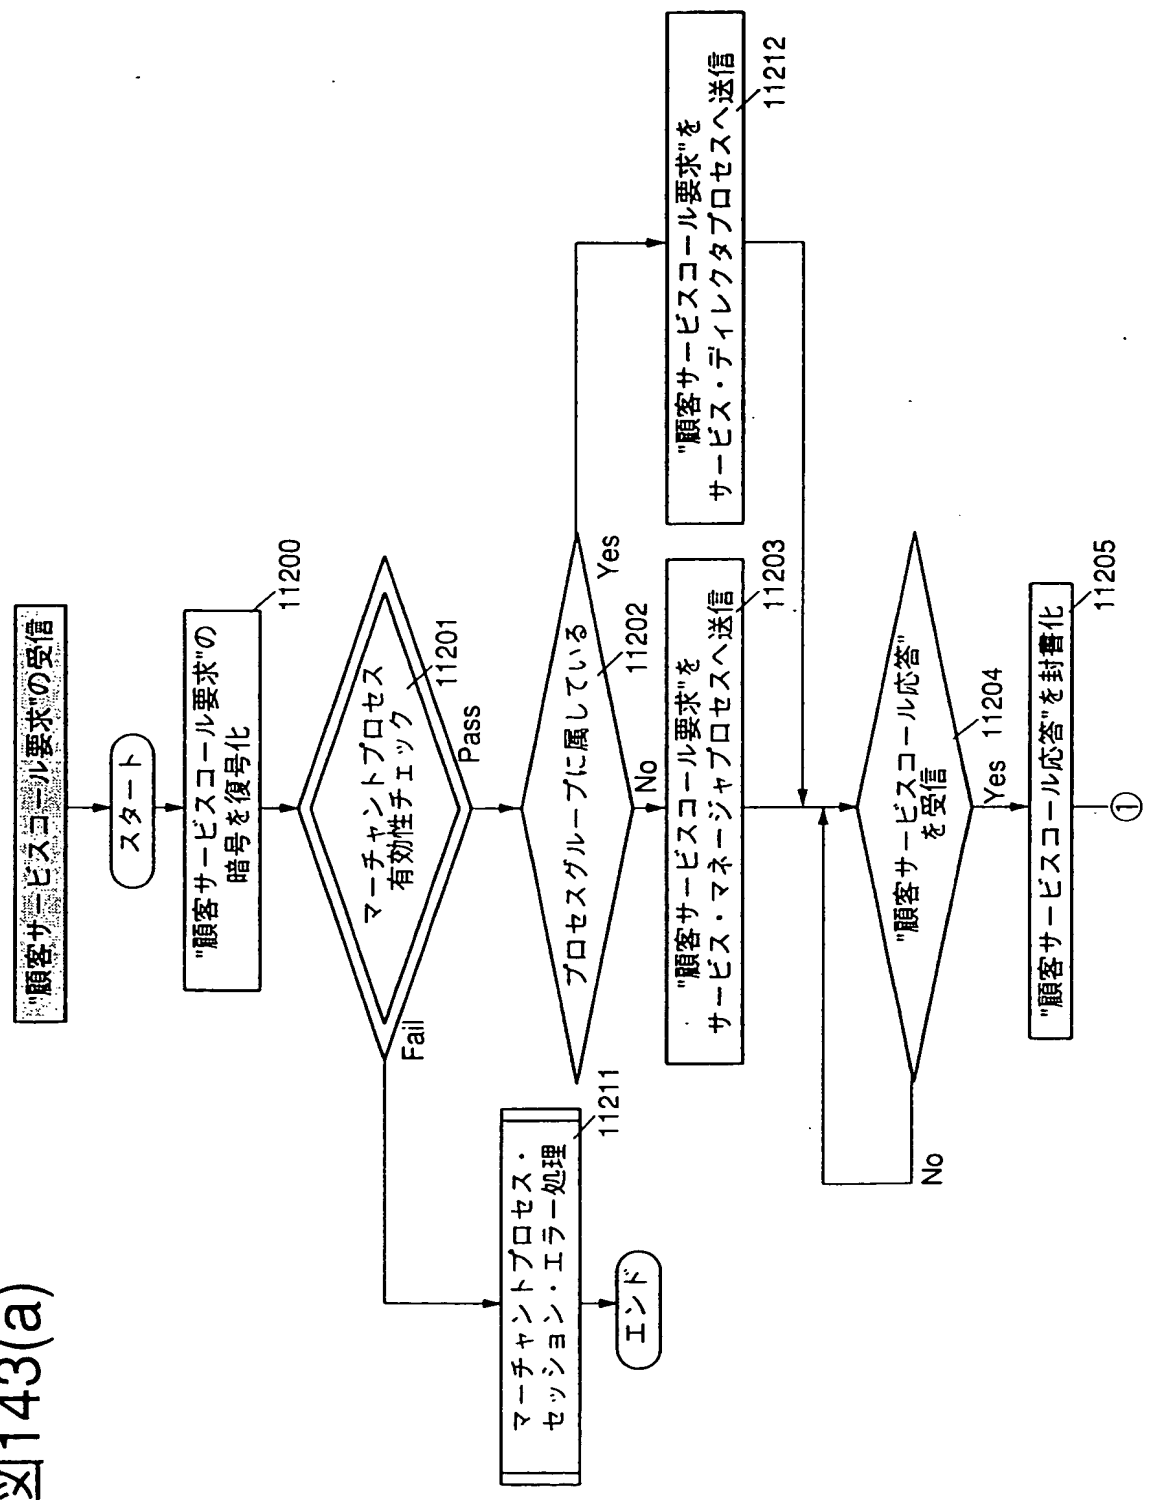 図143(a)
"顧客サービスコール要求"の受信
スタート
"顧客サービスコール要求"の
暗号を復号化
11200
マーチャントプロセス
有効性チェック
11201
Fail
Pass
マーチャントプロセス・
セッション・エラー処理
11211
エンド
プロセスグループに属している
11202
Yes
No
"顧客サービスコール要求"を
サービス・マネージャプロセスへ送信
11203
"顧客サービスコール要求"を
サービス・ディレクタプロセスへ送信
11212
"顧客サービスコール応答"
を受信
11204
No
Yes
"顧客サービスコール応答"を封書化
11205
①